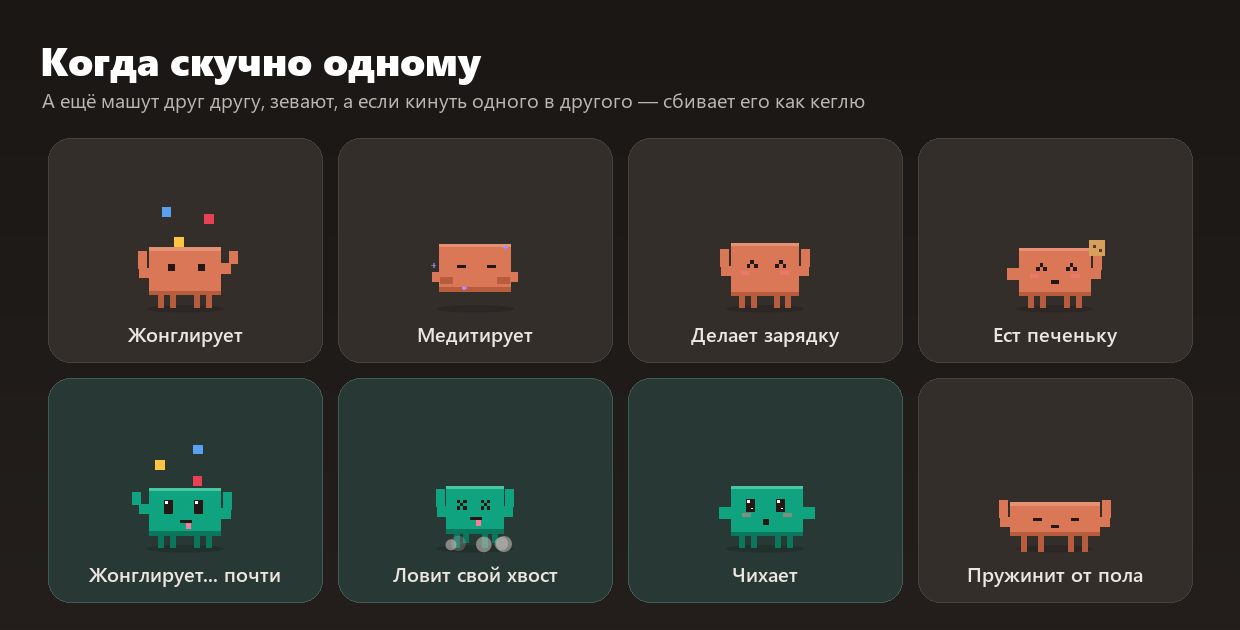 Когда скучно одному
А ещё машут друг другу, зевают, а если кинуть одного в другого — сбивает его как кеглю
Жонглирует
Медитирует
Делает зарядку
Ест печеньку
Жонглирует... почти
Ловит свой хвост
Чихает
Пружинит от пола